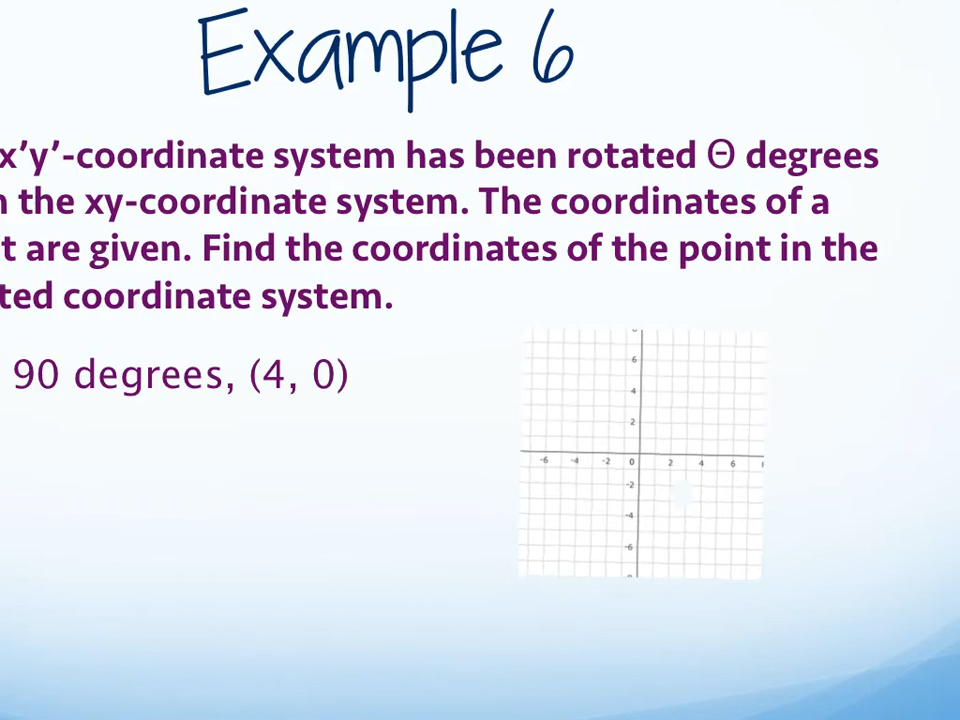 Example 6
x’y’-coordinate system has been rotated Θ degrees
the xy-coordinate system. The coordinates of a
are given. Find the coordinates of the point in the
coordinate system.
90 degrees, (4, 0)
6
4
2
-6 -4 -2 0 2 4 6
-2
-4
-6